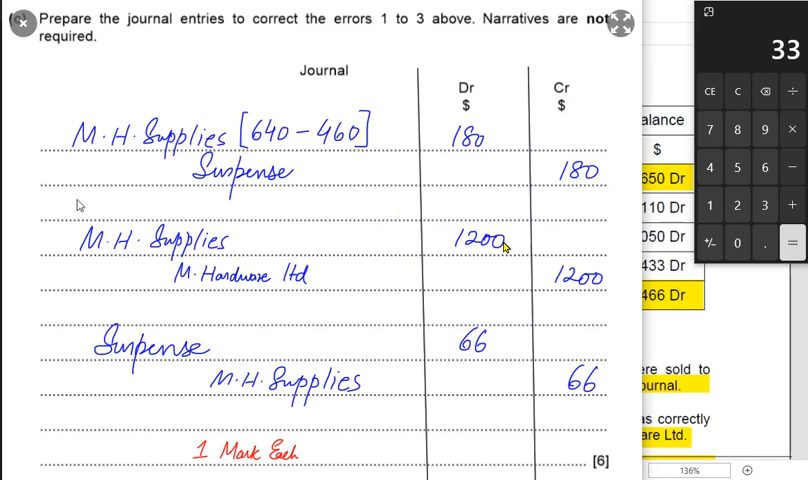 (c) Prepare the journal entries to correct the errors 1 to 3 above. Narratives are not
required.
Journal
Dr
$
Cr
$
M.H.Supplies [640 - 460] 180
Suspense 180
M.H. Supplies 1200
M. Hardware ltd 1200
Suspense 66
M.H.Supplies 66
1 Mark Each
[6]
33
CE C ÷
7 8 9 ×
4 5 6 −
1 2 3 +
+/− 0 . =
alance
$
650 Dr
110 Dr
050 Dr
433 Dr
466 Dr
ere sold to
ournal.
as correctly
are Ltd.
136%